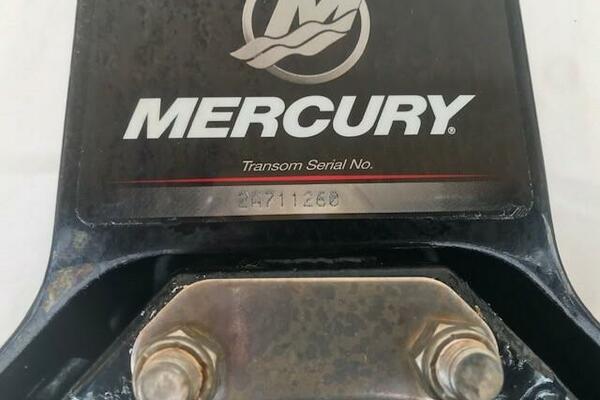 M
MERCURY®
Transom Serial No.
2A711260